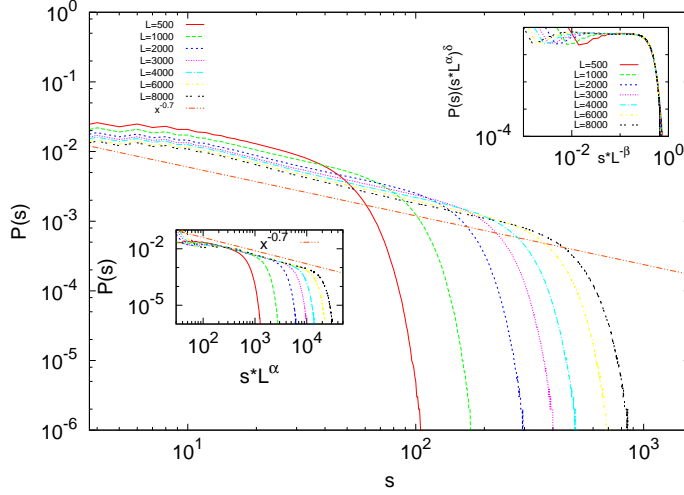 10^0
10^-1
10^-2
10^-3
10^-4
10^-5
10^-6
P(s)
10^1
10^2
10^3
s
L=500
L=1000
L=2000
L=3000
L=4000
L=6000
L=8000
x^-0.7
P(s)(s*L^α)^δ
10^-4
10^-2
10^0
s*L^-β
L=500
L=1000
L=2000
L=3000
L=4000
L=6000
L=8000
P(s)
10^-2
10^-5
x^-0.7
10^2
10^3
10^4
s*L^α